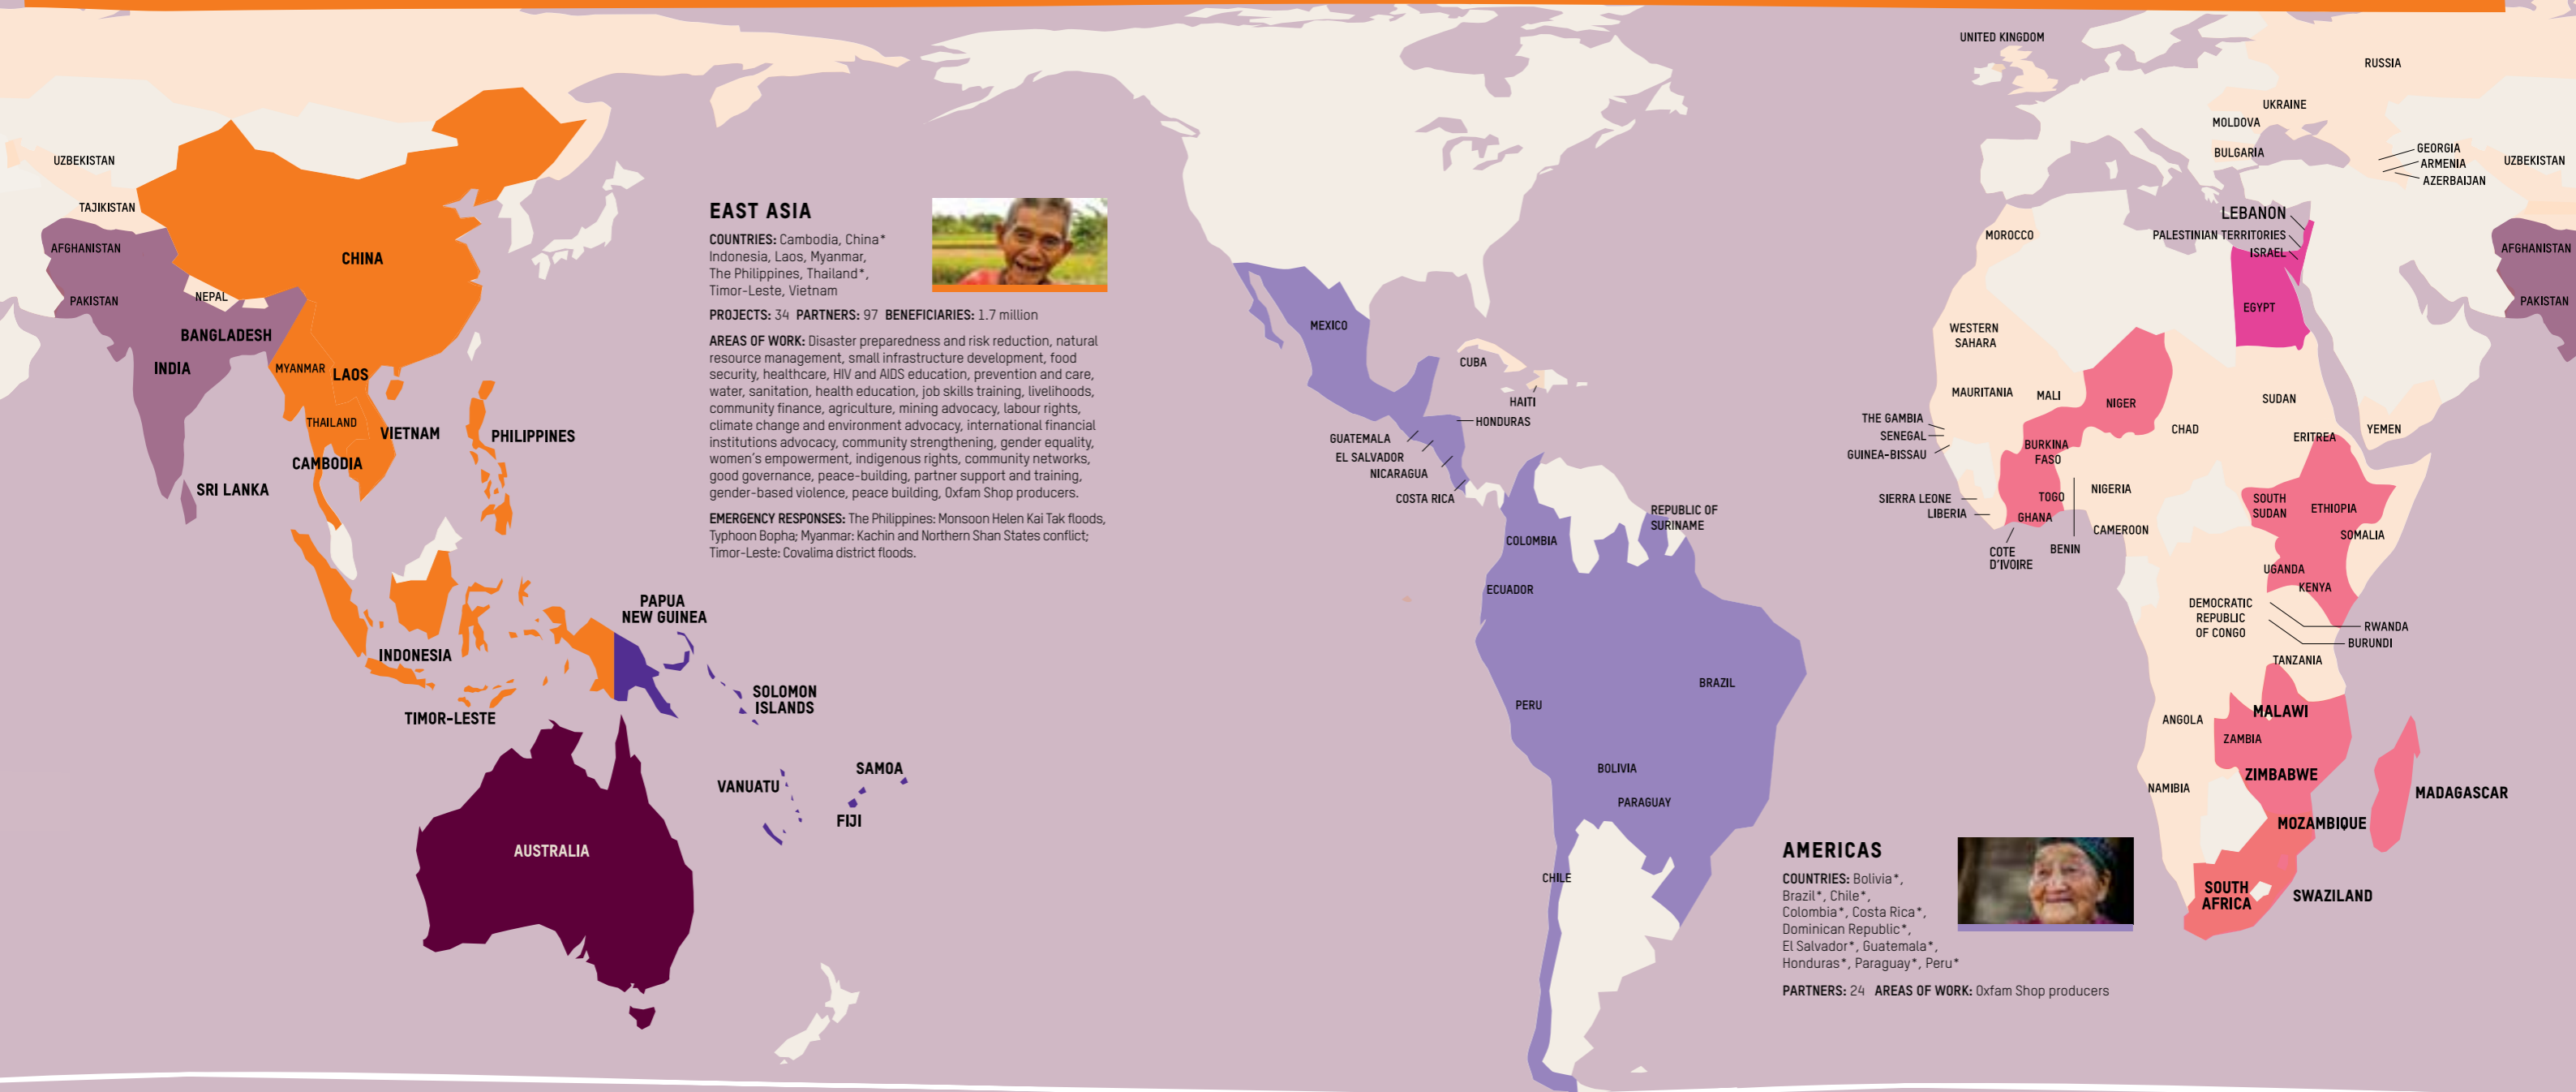 UNITED KINGDOM
RUSSIA
UKRAINE
MOLDOVA
BULGARIA
GEORGIA
ARMENIA
AZERBAIJAN
UZBEKISTAN
UZBEKISTAN
TAJIKISTAN
AFGHANISTAN
PAKISTAN
NEPAL
CHINA
BANGLADESH
INDIA
MYANMAR
LAOS
THAILAND
VIETNAM
CAMBODIA
PHILIPPINES
SRI LANKA
INDONESIA
TIMOR-LESTE
PAPUA
NEW GUINEA
SOLOMON
ISLANDS
VANUATU
SAMOA
FIJI
AUSTRALIA
EAST ASIA
COUNTRIES: Cambodia, China*
Indonesia, Laos, Myanmar,
The Philippines, Thailand*,
Timor-Leste, Vietnam
PROJECTS: 34 PARTNERS: 97 BENEFICIARIES: 1.7 million
AREAS OF WORK: Disaster preparedness and risk reduction, natural
resource management, small infrastructure development, food
security, healthcare, HIV and AIDS education, prevention and care,
water, sanitation, health education, job skills training, livelihoods,
community finance, agriculture, mining advocacy, labour rights,
climate change and environment advocacy, international financial
institutions advocacy, community strengthening, gender equality,
women's empowerment, indigenous rights, community networks,
good governance, peace-building, partner support and training,
gender-based violence, peace building, Oxfam Shop producers.
EMERGENCY RESPONSES: The Philippines: Monsoon Helen Kai Tak floods,
Typhoon Bopha; Myanmar: Kachin and Northern Shan States conflict;
Timor-Leste: Covalima district floods.
MEXICO
CUBA
HAITI
HONDURAS
GUATEMALA
EL SALVADOR
NICARAGUA
COSTA RICA
REPUBLIC OF
SURINAME
COLOMBIA
ECUADOR
BRAZIL
PERU
BOLIVIA
PARAGUAY
CHILE
AMERICAS
COUNTRIES: Bolivia*,
Brazil*, Chile*,
Colombia*, Costa Rica*,
Dominican Republic*,
El Salvador*, Guatemala*,
Honduras*, Paraguay*, Peru*
PARTNERS: 24 AREAS OF WORK: Oxfam Shop producers
LEBANON
PALESTINIAN TERRITORIES
ISRAEL
EGYPT
MOROCCO
WESTERN
SAHARA
MAURITANIA
MALI
NIGER
SUDAN
CHAD
ERITREA
YEMEN
THE GAMBIA
SENEGAL
GUINEA-BISSAU
BURKINA
FASO
SIERRA LEONE
LIBERIA
TOGO
GHANA
NIGERIA
COTE
D'IVOIRE
BENIN
CAMEROON
SOUTH
SUDAN
ETHIOPIA
SOMALIA
UGANDA
KENYA
DEMOCRATIC
REPUBLIC
OF CONGO
RWANDA
BURUNDI
TANZANIA
ANGOLA
MALAWI
ZAMBIA
ZIMBABWE
NAMIBIA
MOZAMBIQUE
MADAGASCAR
SOUTH
AFRICA
SWAZILAND
AFGHANISTAN
PAKISTAN